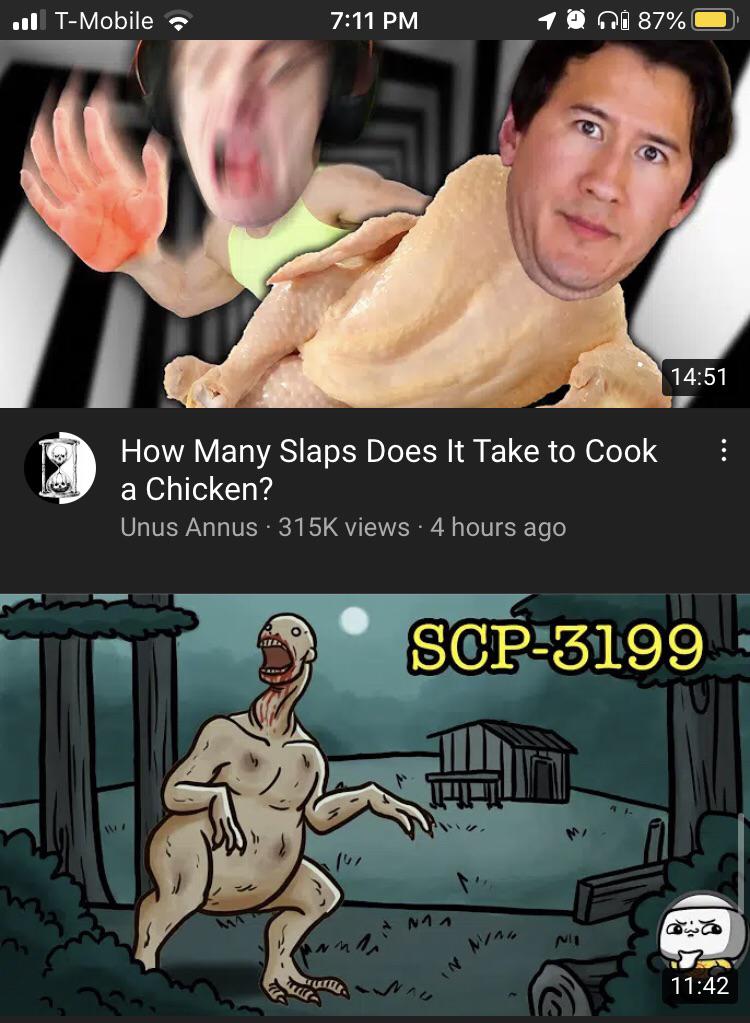 T-Mobile 7:11 PM 87%
14:51
How Many Slaps Does It Take to Cook
a Chicken?
Unus Annus · 315K views · 4 hours ago
SCP-3199
11:42